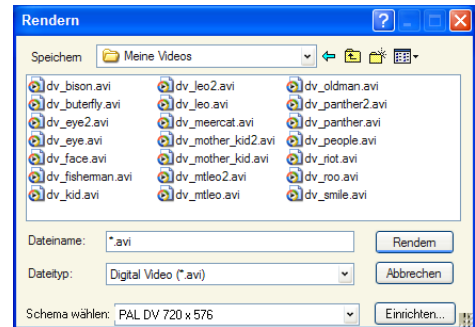 Rendern
Speichern Meine Videos
dv_bison.avi dv_leo2.avi dv_oldman.avi
dv_buterfly.avi dv_leo.avi dv_panther2.avi
dv_eye2.avi dv_meercat.avi dv_panther.avi
dv_eye.avi dv_mother_kid2.avi dv_people.avi
dv_face.avi dv_mother_kid.avi dv_riot.avi
dv_fisherman.avi dv_mtleo2.avi dv_roo.avi
dv_kid.avi dv_mtleo.avi dv_smile.avi
Dateiname: *.avi Rendern
Dateityp: Digital Video (*.avi) Abbrechen
Schema wählen: PAL DV 720 x 576 Einrichten...